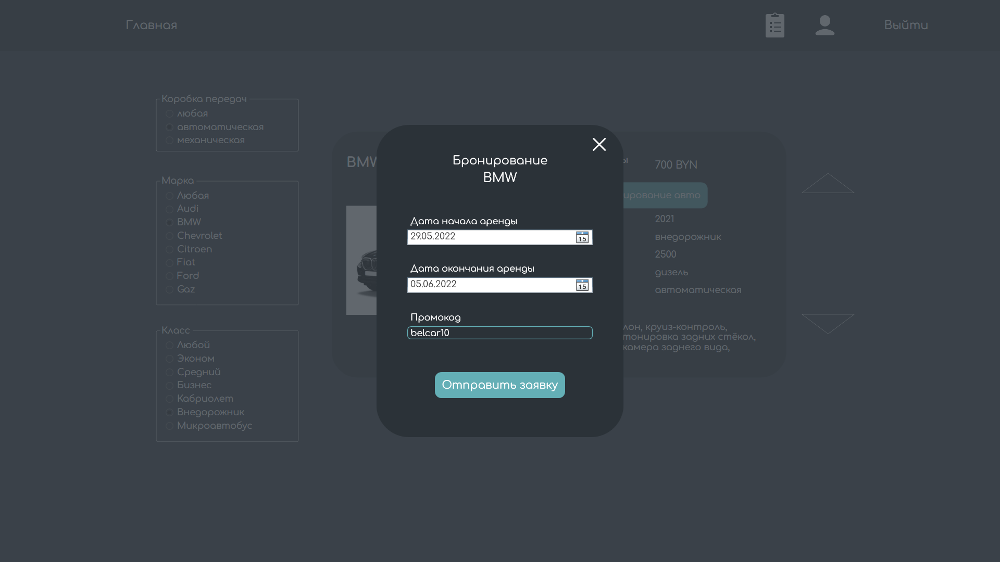 Главная
Выйти
Коробка передач
любая
автоматическая
механическая
Марка
Любая
Audi
BMW
Chevrolet
Citroen
Fiat
Ford
Gaz
Класс
Любой
Эконом
Средний
Бизнес
Кабриолет
Внедорожник
Микроавтобус
Бронирование
BMW
Дата начала аренды
29.05.2022
15
Дата окончания аренды
05.06.2022
15
Промокод
belcar10
Отправить заявку
700 BYN
авто
2021
внедорожник
2500
дизель
автоматическая
круиз-контроль,
тонировка задних стёкол,
камера заднего вида,